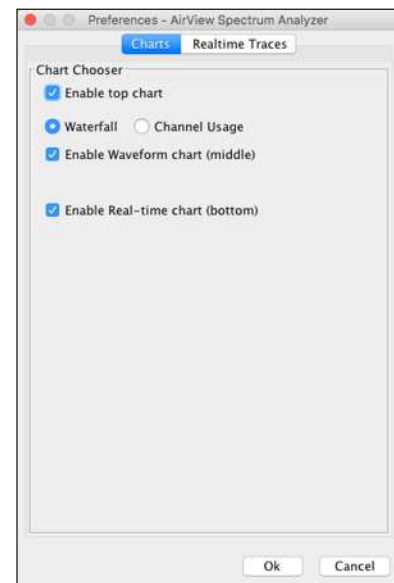 Preferences - AirView Spectrum Analyzer
Charts Realtime Traces
Chart Chooser
Enable top chart
Waterfall Channel Usage
Enable Waveform chart (middle)
Enable Real-time chart (bottom)
Ok Cancel